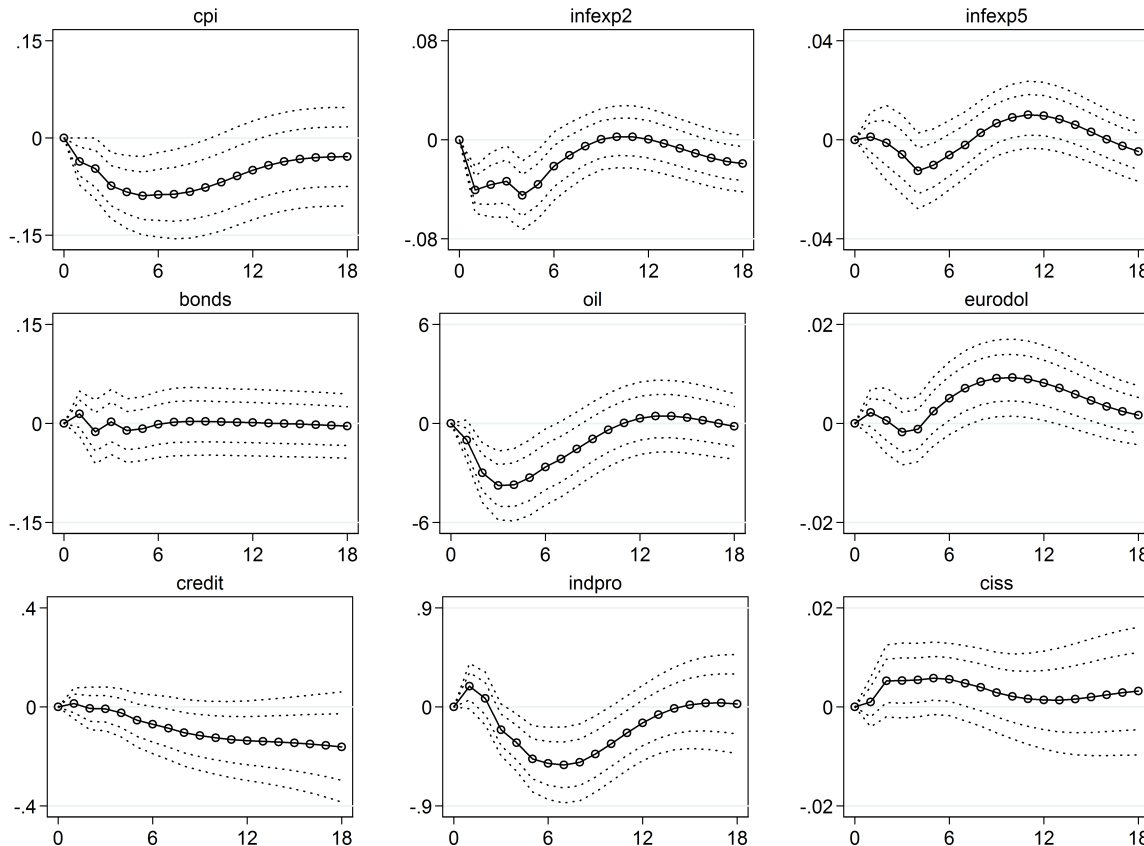 cpi infexp2 infexp5
.15 .08 .04
0 0 0
-.15 -.08 -.04
0 6 12 18 0 6 12 18 0 6 12 18
bonds oil eurodol
.15 6 .02
0 0 0
-.15 -6 -.02
0 6 12 18 0 6 12 18 0 6 12 18
credit indpro ciss
.4 .9 .02
0 0 0
-.4 -.9 -.02
0 6 12 18 0 6 12 18 0 6 12 18